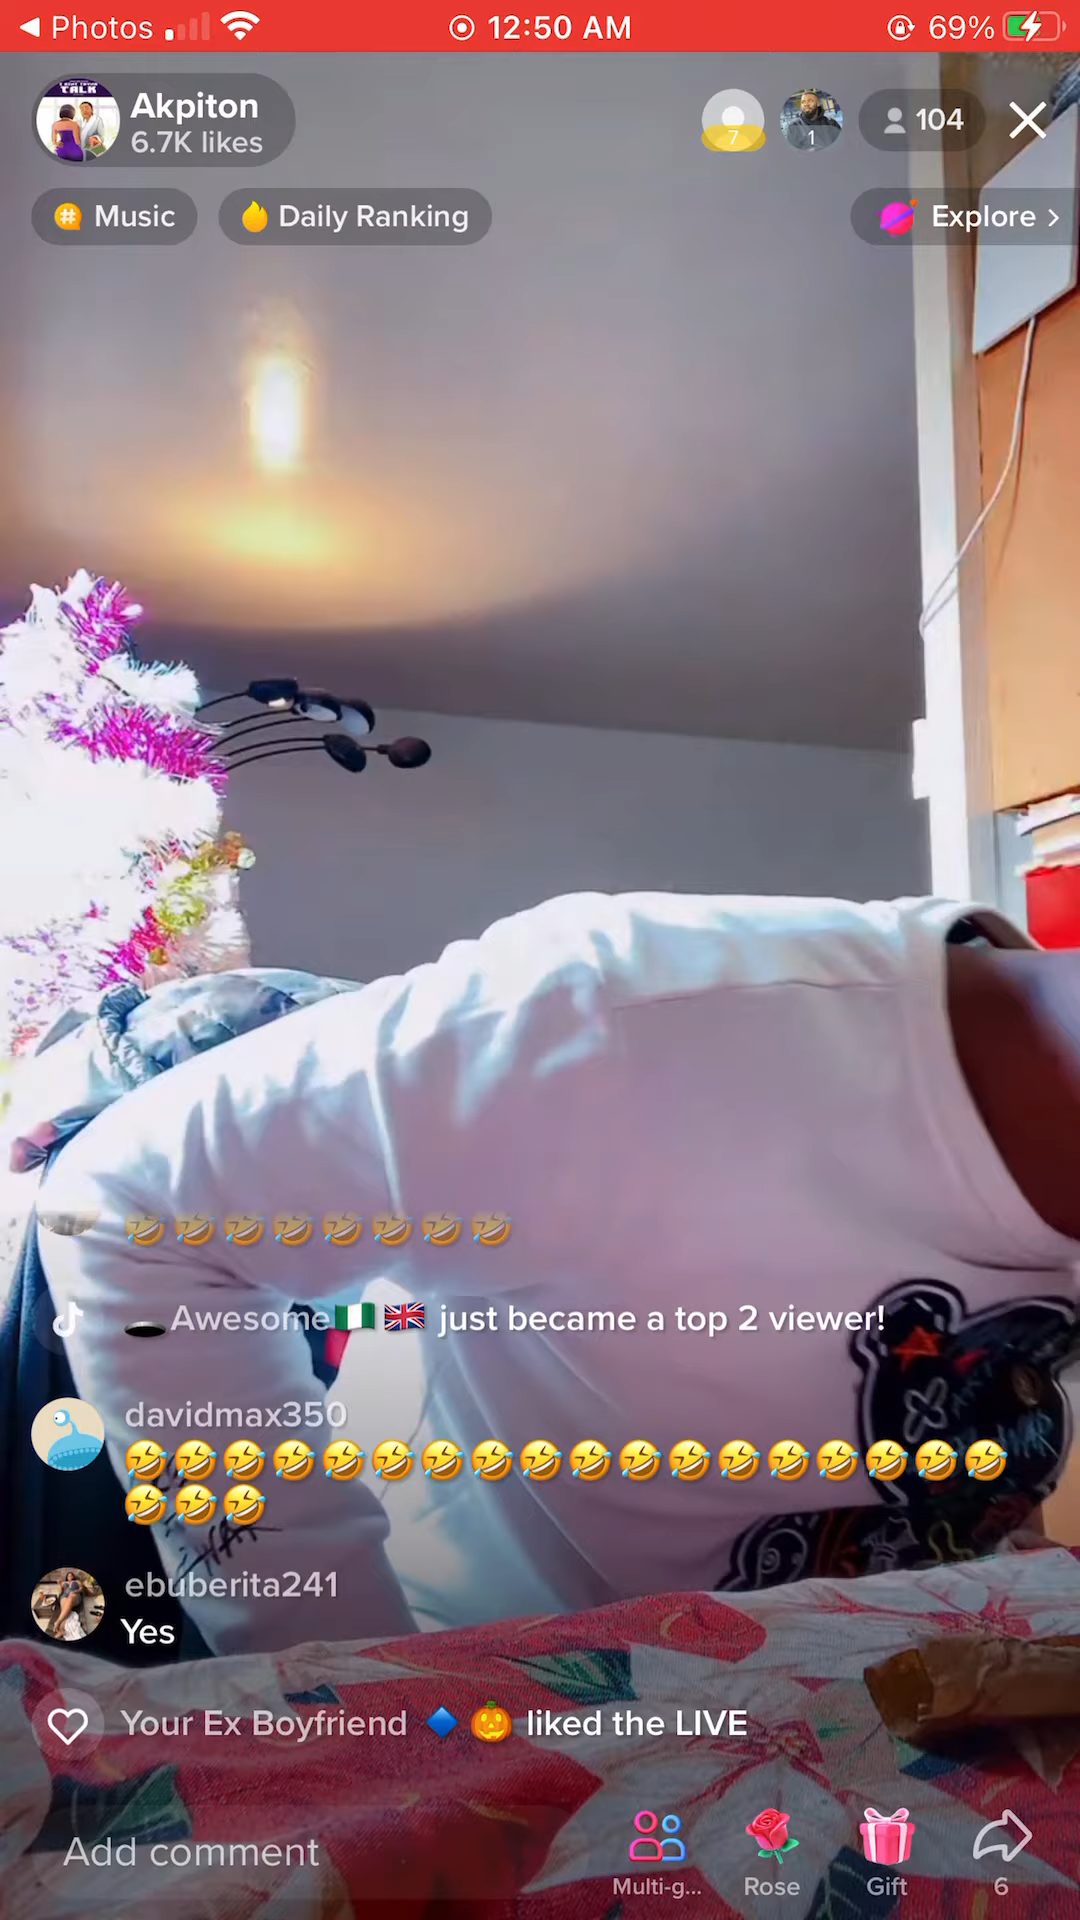 Photos
12:50 AM
69%
TALK
Akpiton
6.7K likes
7
1
104
Music
Daily Ranking
Explore >
🤣🤣🤣🤣🤣🤣🤣🤣
🕳️Awesome🇳🇬🇬🇧 just became a top 2 viewer!
davidmax350
🤣🤣🤣🤣🤣🤣🤣🤣🤣🤣🤣🤣🤣🤣🤣🤣🤣🤣
🤣🤣🤣
ebuberita241
Yes
Your Ex Boyfriend 🔹🎃 liked the LIVE
Add comment
Multi-g...
Rose
Gift
6